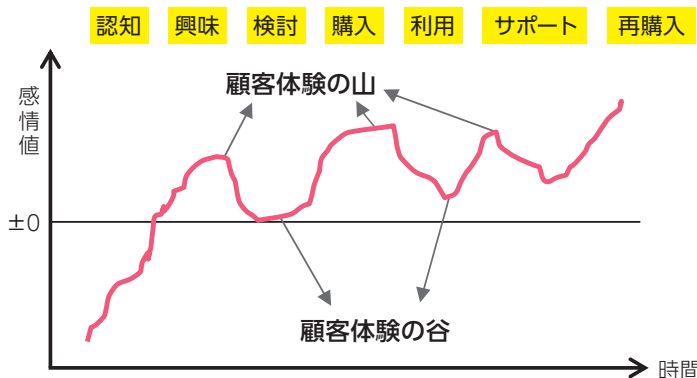 認知 興味 検討 購入 利用 サポート 再購入
顧客体験の山
感情値
±0
顧客体験の谷
時間